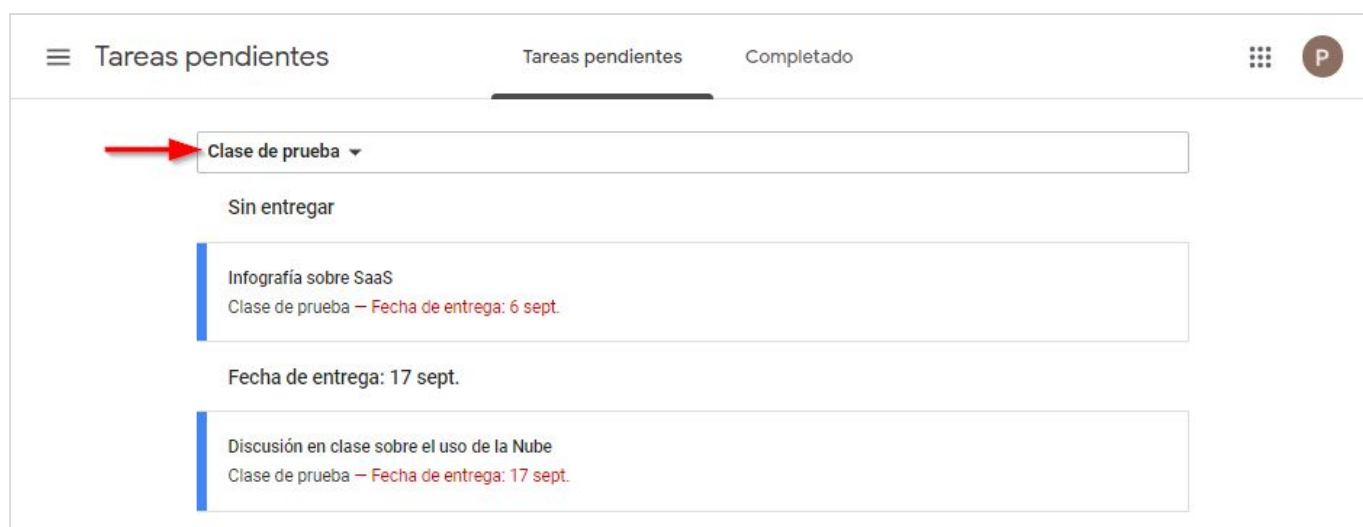 Tareas pendientes
Tareas pendientes
Completado
P
Clase de prueba
Sin entregar
Infografía sobre SaaS
Clase de prueba — Fecha de entrega: 6 sept.
Fecha de entrega: 17 sept.
Discusión en clase sobre el uso de la Nube
Clase de prueba — Fecha de entrega: 17 sept.